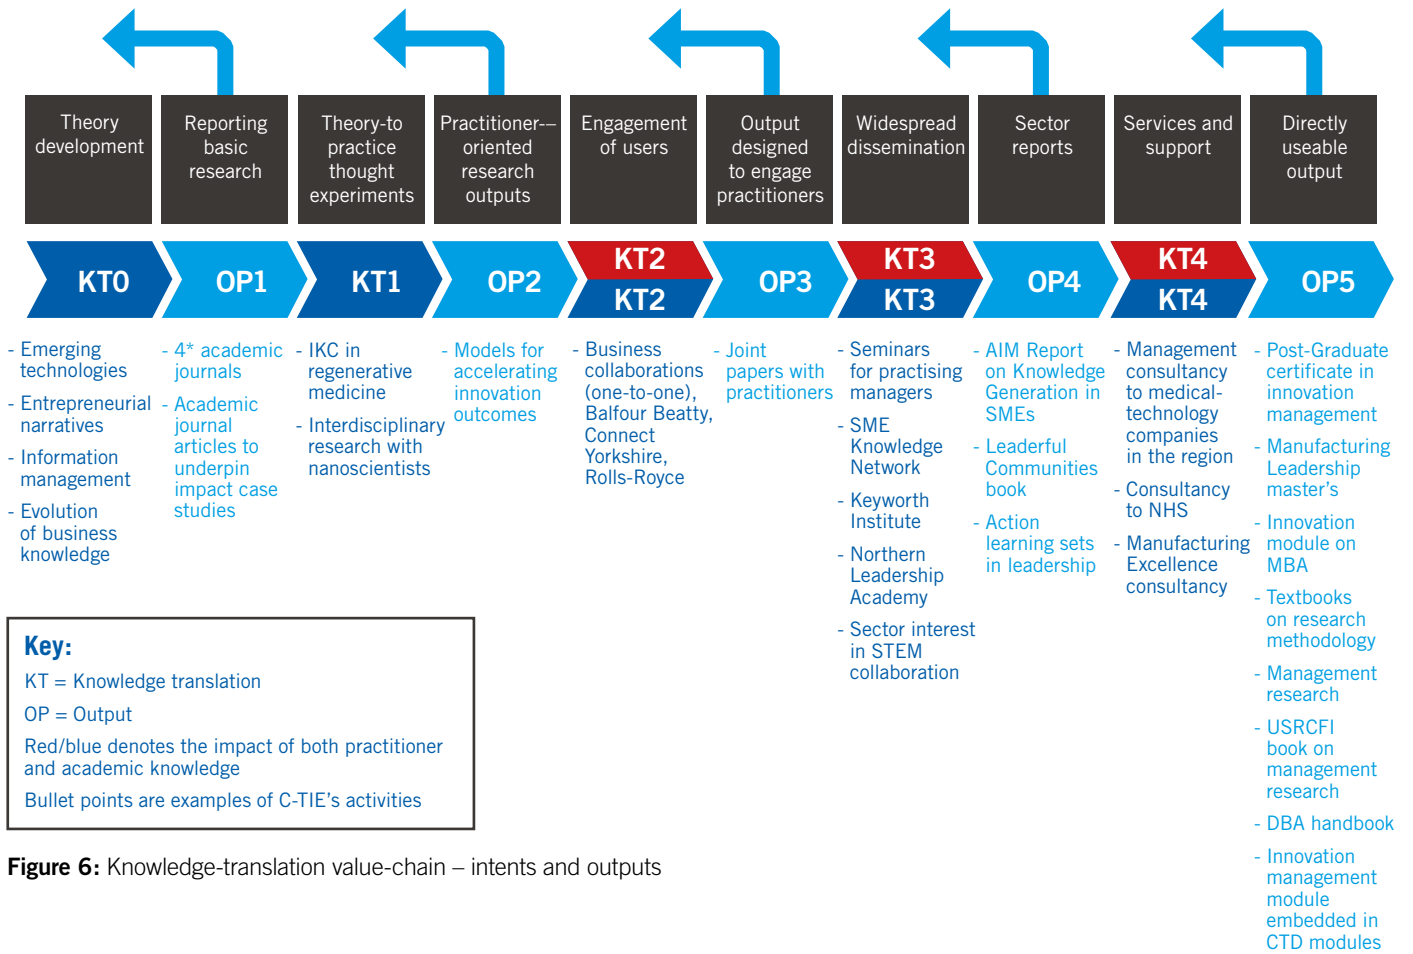 Theory
development
Reporting
basic
research
Theory-to
practice
thought
experiments
Practitioner-–
oriented
research
outputs
Engagement
of users
Output
designed
to engage
practitioners
Widespread
dissemination
Sector
reports
Services and
support
Directly
useable
output
KT0
OP1
KT1
OP2
KT2
KT2
OP3
KT3
KT3
OP4
KT4
KT4
OP5
- Emerging
technologies
- Entrepreneurial
narratives
- Information
management
- Evolution
of business
knowledge
- 4* academic
journals
- Academic
journal
articles to
underpin
impact case
studies
- IKC in
regenerative
medicine
- Interdisciplinary
research with
nanoscientists
- Models for
accelerating
innovation
outcomes
- Business
collaborations
(one-to-one),
Balfour Beatty,
Connect
Yorkshire,
Rolls-Royce
- Joint
papers with
practitioners
- Seminars
for practising
managers
- SME
Knowledge
Network
- Keyworth
Institute
- Northern
Leadership
Academy
- Sector interest
in STEM
collaboration
- AIM Report
on Knowledge
Generation in
SMEs
- Leaderful
Communities
book
- Action
learning sets
in leadership
- Management
consultancy
to medical-
technology
companies
in the region
- Consultancy
to NHS
- Manufacturing
Excellence
consultancy
- Post-Graduate
certificate in
innovation
management
- Manufacturing
Leadership
master's
- Innovation
module on
MBA
- Textbooks
on research
methodology
- Management
research
- USRCFI
book on
management
research
- DBA handbook
- Innovation
management
module
embedded in
CTD modules
Key:
KT = Knowledge translation
OP = Output
Red/blue denotes the impact of both practitioner
and academic knowledge
Bullet points are examples of C-TIE's activities
Figure 6: Knowledge-translation value-chain – intents and outputs